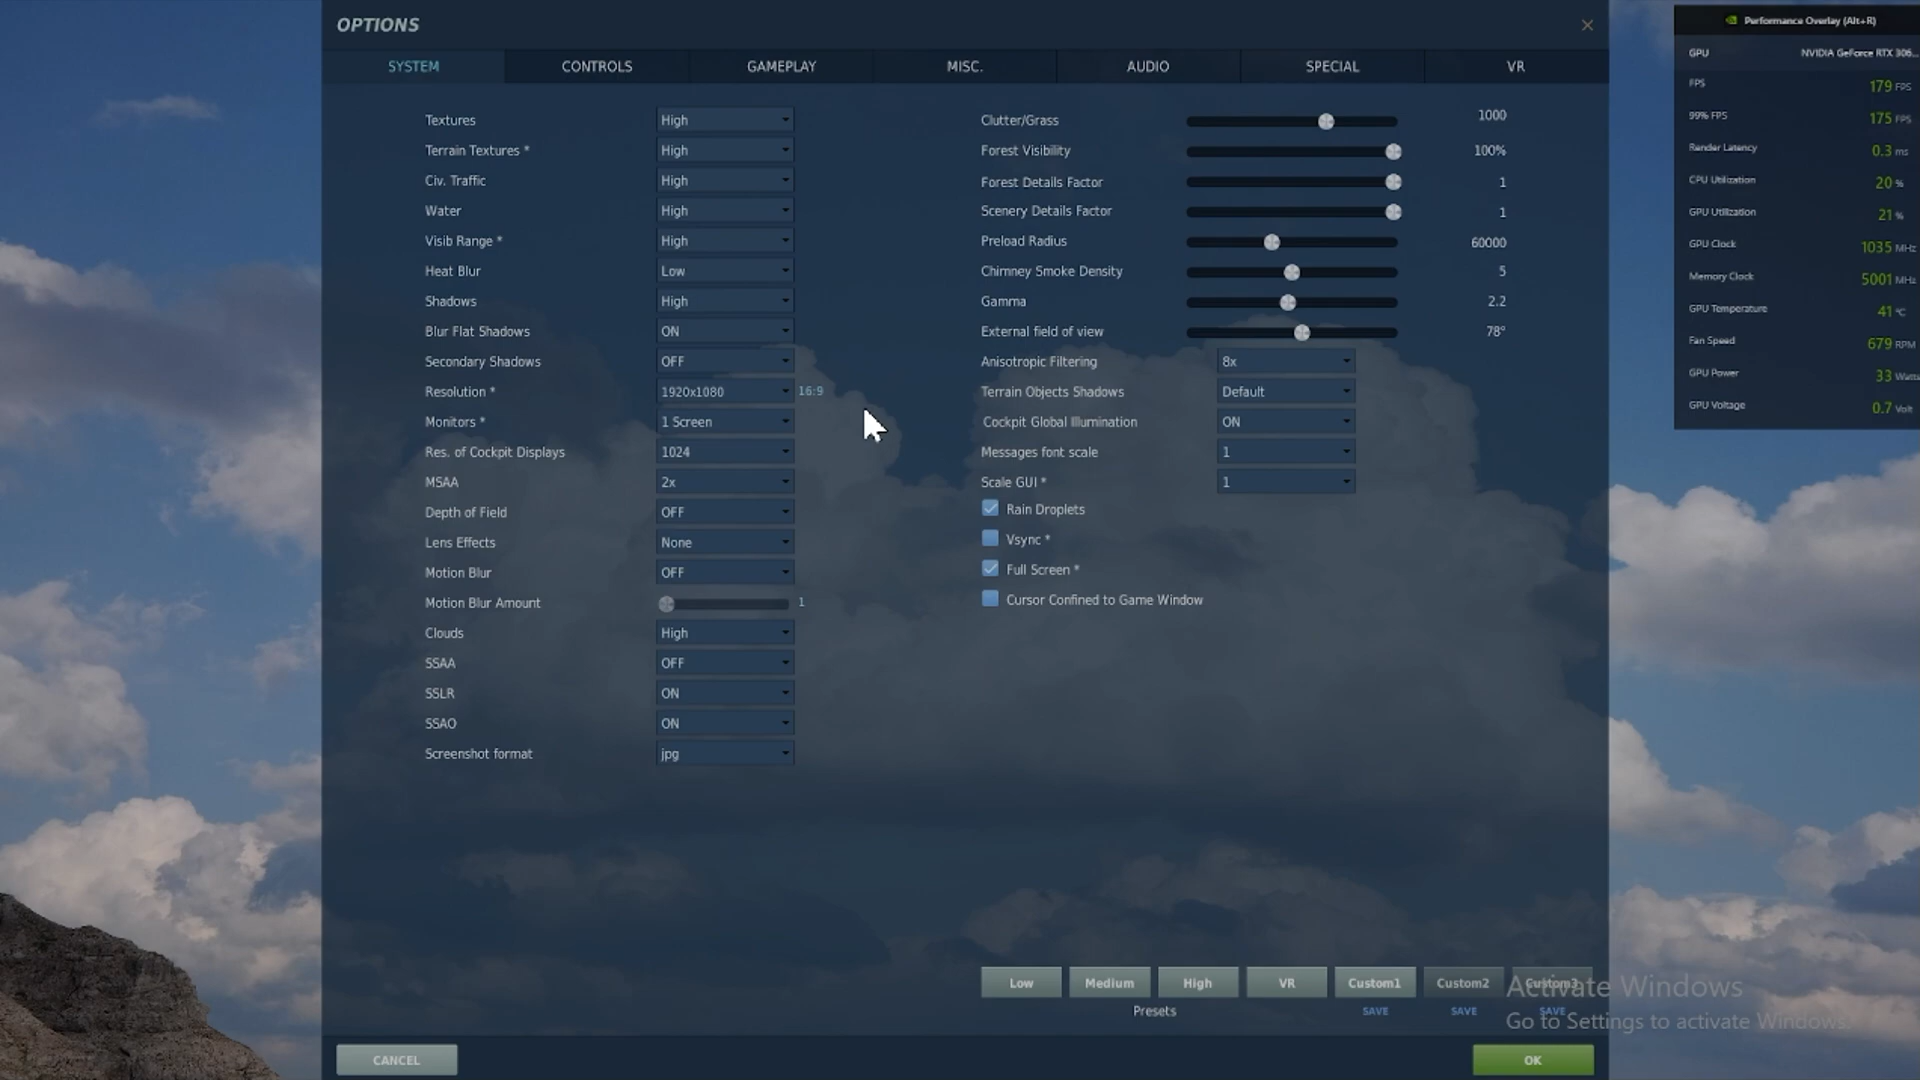 OPTIONS
SYSTEM CONTROLS GAMEPLAY MISC. AUDIO SPECIAL VR
Textures High
Terrain Textures * High
Civ. Traffic High
Water High
Visib Range * High
Heat Blur Low
Shadows High
Blur Flat Shadows ON
Secondary Shadows OFF
Resolution * 1920x1080 16:9
Monitors * 1 Screen
Res. of Cockpit Displays 1024
MSAA 2x
Depth of Field OFF
Lens Effects None
Motion Blur OFF
Motion Blur Amount 1
Clouds High
SSAA OFF
SSLR ON
SSAO ON
Screenshot format jpg
Clutter/Grass 1000
Forest Visibility 100%
Forest Details Factor 1
Scenery Details Factor 1
Preload Radius 60000
Chimney Smoke Density 5
Gamma 2.2
External field of view 78°
Anisotropic Filtering 8x
Terrain Objects Shadows Default
Cockpit Global Illumination ON
Messages font scale 1
Scale GUI * 1
Rain Droplets
Vsync *
Full Screen *
Cursor Confined to Game Window
Low Medium High VR Custom1 Custom2 Custom3
Presets SAVE SAVE SAVE
CANCEL OK
Performance Overlay (Alt+R)
GPU NVIDIA GeForce RTX 306...
FPS 179 FPS
99% FPS 175 FPS
Render Latency 0.3 ms
CPU Utilization 20 %
GPU Utilization 21 %
GPU Clock 1035 MHz
Memory Clock 5001 MHz
GPU Temperature 41 °C
Fan Speed 679 RPM
GPU Power 33 Watts
GPU Voltage 0.7 Volt
Activate Windows
Go to Settings to activate Windows.